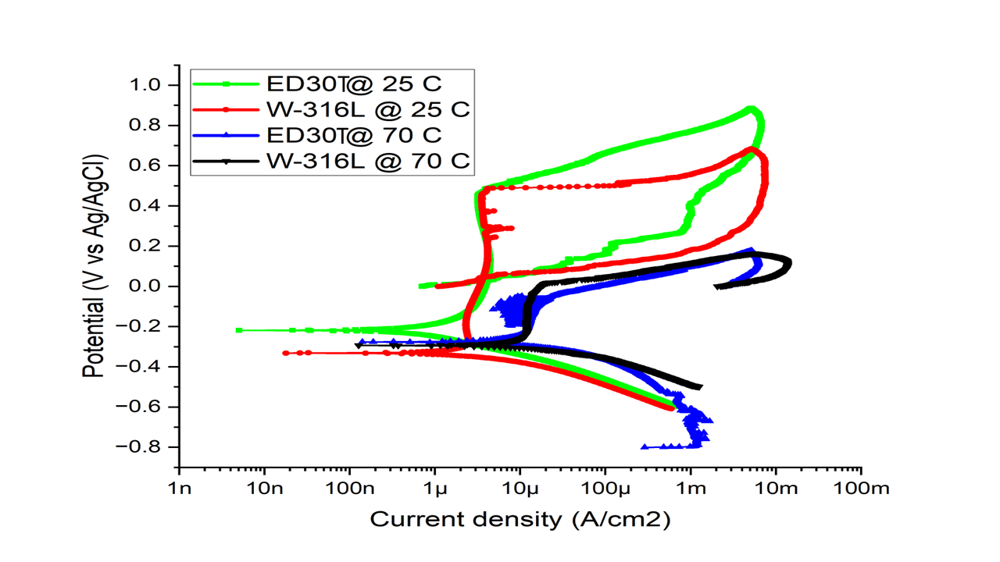 ED30T@ 25 C
W-316L @ 25 C
ED30T@ 70 C
W-316L @ 70 C
Potential (V vs Ag/AgCl)
1.0
0.8
0.6
0.4
0.2
0.0
−0.2
−0.4
−0.6
−0.8
1n 10n 100n 1μ 10μ 100μ 1m 10m 100m
Current density (A/cm2)